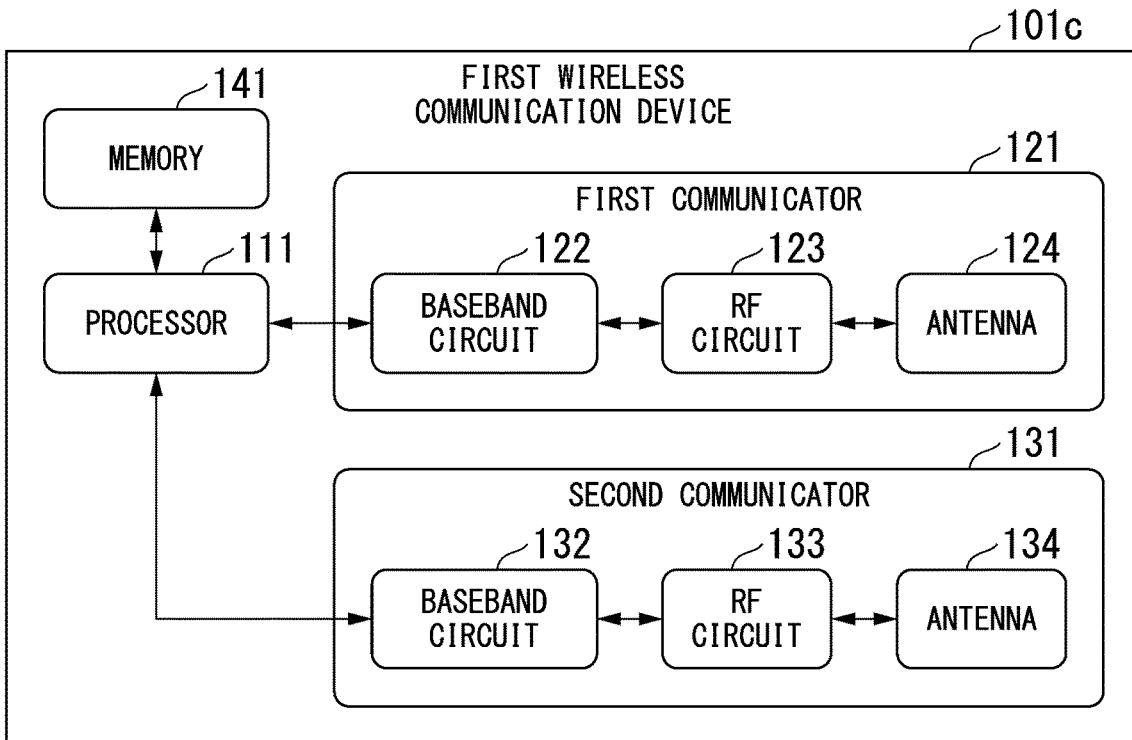 101c
FIRST WIRELESS
COMMUNICATION DEVICE
141
MEMORY
121
FIRST COMMUNICATOR
111
PROCESSOR
122
BASEBAND
CIRCUIT
123
RF
CIRCUIT
124
ANTENNA
131
SECOND COMMUNICATOR
132
BASEBAND
CIRCUIT
133
RF
CIRCUIT
134
ANTENNA